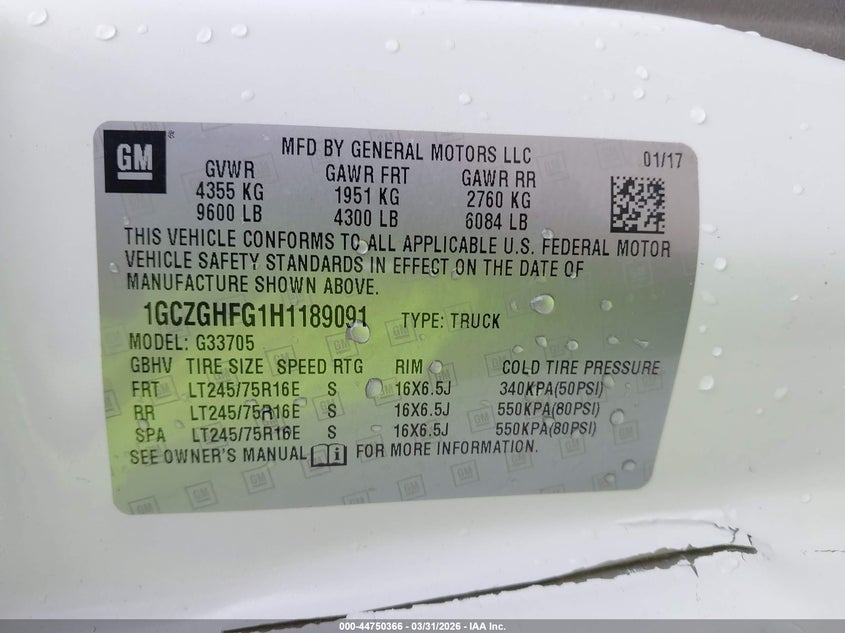 GM
MFD BY GENERAL MOTORS LLC 01/17
GVWR GAWR FRT GAWR RR
4355 KG 1951 KG 2760 KG
9600 LB 4300 LB 6084 LB
THIS VEHICLE CONFORMS TO ALL APPLICABLE U.S. FEDERAL MOTOR
VEHICLE SAFETY STANDARDS IN EFFECT ON THE DATE OF
MANUFACTURE SHOWN ABOVE.
1GCZGHFG1H1189091 TYPE: TRUCK
MODEL: G33705
GBHV TIRE SIZE SPEED RTG RIM COLD TIRE PRESSURE
FRT LT245/75R16E S 16X6.5J 340KPA(50PSI)
RR LT245/75R16E S 16X6.5J 550KPA(80PSI)
SPA LT245/75R16E S 16X6.5J 550KPA(80PSI)
SEE OWNER'S MANUAL FOR MORE INFORMATION.
000-44750366 - 03/31/2026 - IAA Inc.